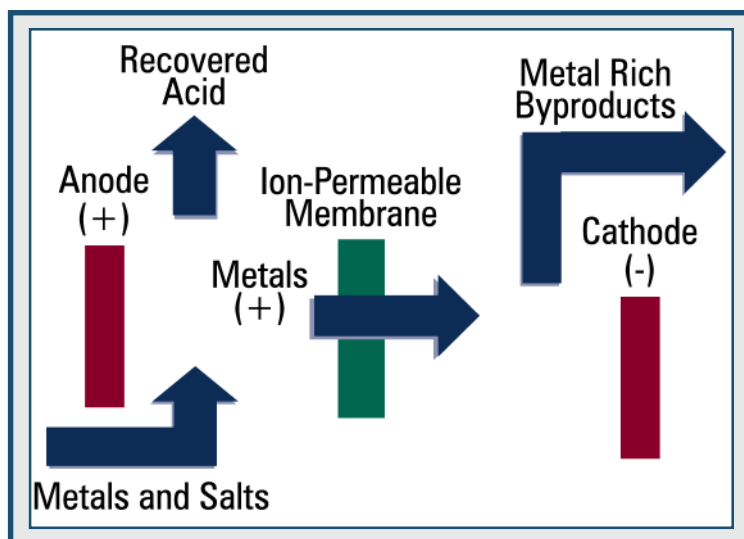 Recovered
Acid
Metal Rich
Byproducts
Anode
(+)
Ion-Permeable
Membrane
Cathode
(-)
Metals
(+)
Metals and Salts